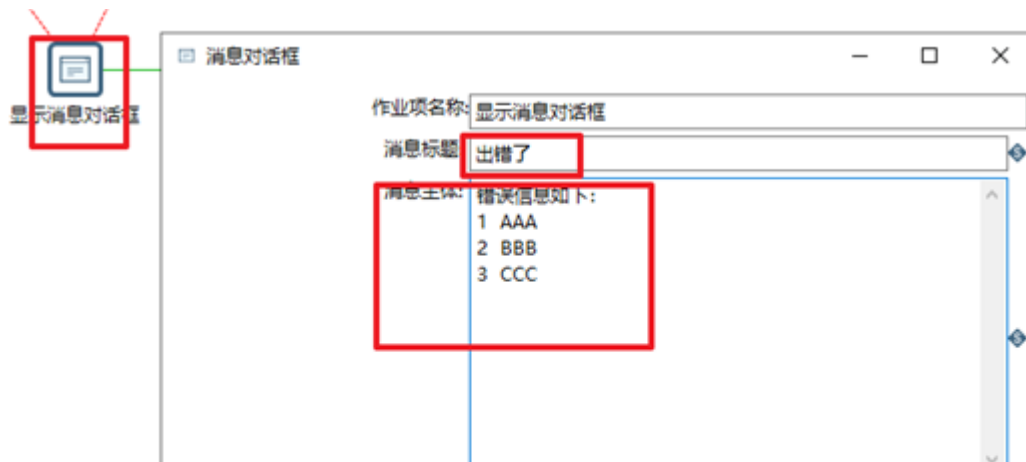 消息对话框
作业项名称: 显示消息对话框
显示消息对话框
消息标题 出错了
消息主体: 错误信息如下:
1 AAA
2 BBB
3 CCC